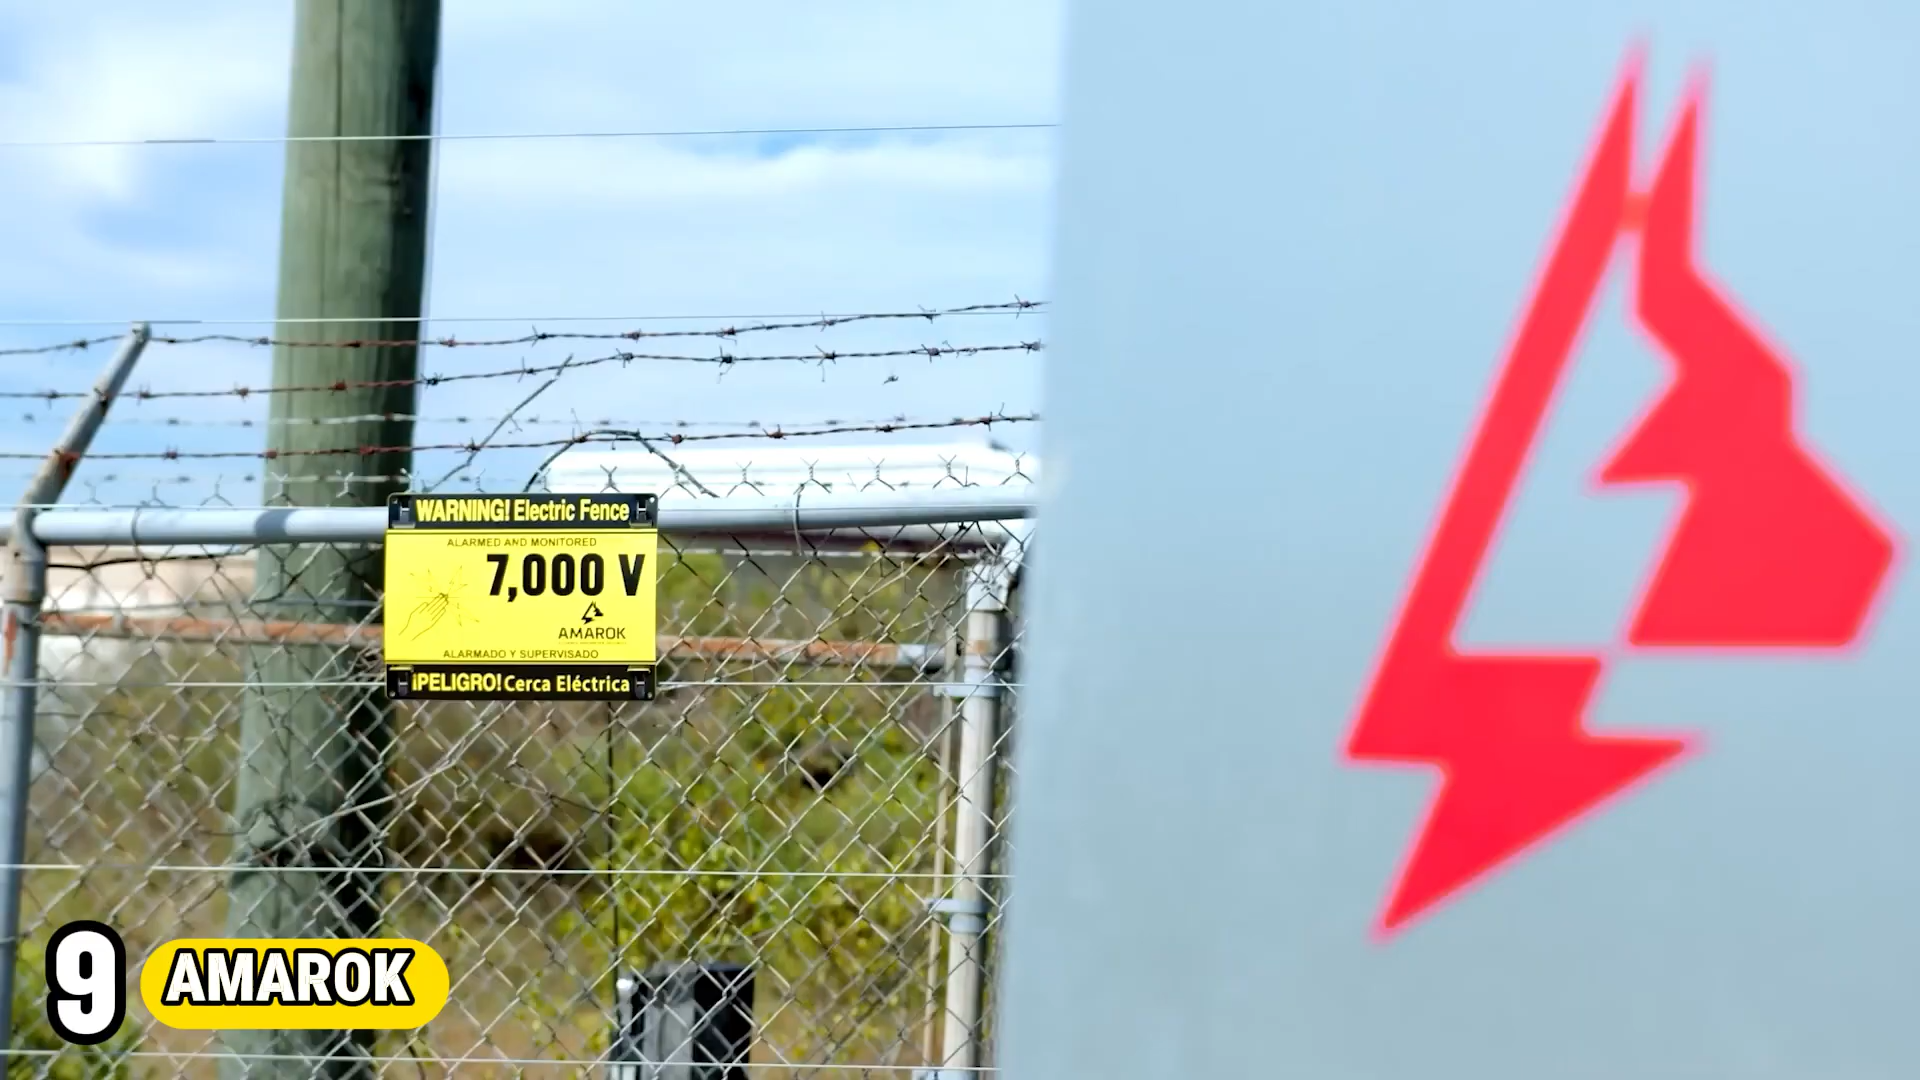 WARNING! Electric Fence
ALARMED AND MONITORED
7,000 V
AMAROK
ALARMADO Y SUPERVISADO
¡PELIGRO! Cerca Eléctrica
9 AMAROK